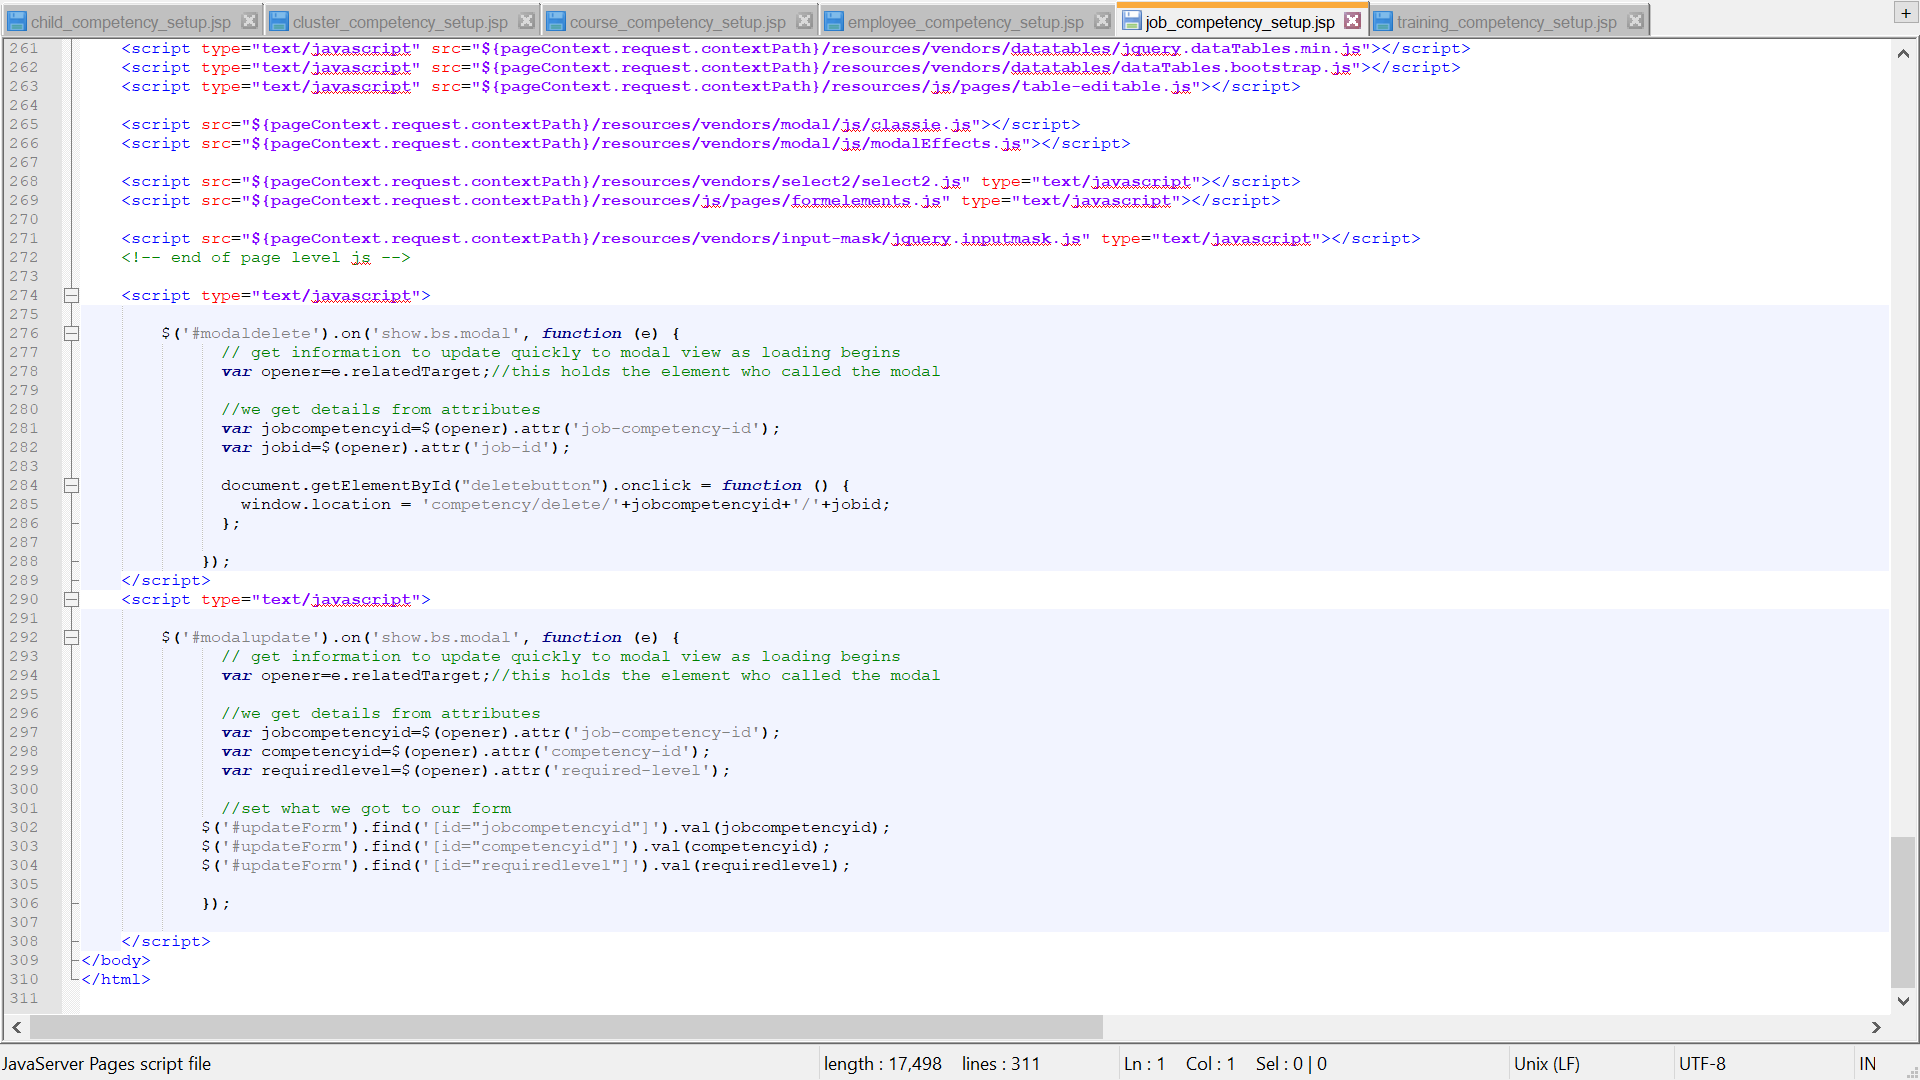 child_competency_setup.jsp cluster_competency_setup.jsp course_competency_setup.jsp employee_competency_setup.jsp job_competency_setup.jsp training_competency_setup.jsp +
261 <script type="text/javascript" src="${pageContext.request.contextPath}/resources/vendors/datatables/jquery.dataTables.min.js"></script>
262 <script type="text/javascript" src="${pageContext.request.contextPath}/resources/vendors/datatables/dataTables.bootstrap.js"></script>
263 <script type="text/javascript" src="${pageContext.request.contextPath}/resources/js/pages/table-editable.js"></script>
264
265 <script src="${pageContext.request.contextPath}/resources/vendors/modal/js/classie.js"></script>
266 <script src="${pageContext.request.contextPath}/resources/vendors/modal/js/modalEffects.js"></script>
267
268 <script src="${pageContext.request.contextPath}/resources/vendors/select2/select2.js" type="text/javascript"></script>
269 <script src="${pageContext.request.contextPath}/resources/js/pages/formelements.js" type="text/javascript"></script>
270
271 <script src="${pageContext.request.contextPath}/resources/vendors/input-mask/jquery.inputmask.js" type="text/javascript"></script>
272 <!-- end of page level js -->
273
274 <script type="text/javascript">
275
276 $('#modaldelete').on('show.bs.modal', function (e) {
277 // get information to update quickly to modal view as loading begins
278 var opener=e.relatedTarget;//this holds the element who called the modal
279
280 //we get details from attributes
281 var jobcompetencyid=$(opener).attr('job-competency-id');
282 var jobid=$(opener).attr('job-id');
283
284 document.getElementById("deletebutton").onclick = function () {
285 window.location = 'competency/delete/'+jobcompetencyid+'/'+jobid;
286 };
287
288 });
289 </script>
290 <script type="text/javascript">
291
292 $('#modalupdate').on('show.bs.modal', function (e) {
293 // get information to update quickly to modal view as loading begins
294 var opener=e.relatedTarget;//this holds the element who called the modal
295
296 //we get details from attributes
297 var jobcompetencyid=$(opener).attr('job-competency-id');
298 var competencyid=$(opener).attr('competency-id');
299 var requiredlevel=$(opener).attr('required-level');
300
301 //set what we got to our form
302 $('#updateForm').find('[id="jobcompetencyid"]').val(jobcompetencyid);
303 $('#updateForm').find('[id="competencyid"]').val(competencyid);
304 $('#updateForm').find('[id="requiredlevel"]').val(requiredlevel);
305
306 });
307
308 </script>
309 </body>
310 </html>
311
JavaServer Pages script file length : 17,498 lines : 311 Ln : 1 Col : 1 Sel : 0 | 0 Unix (LF) UTF-8 IN